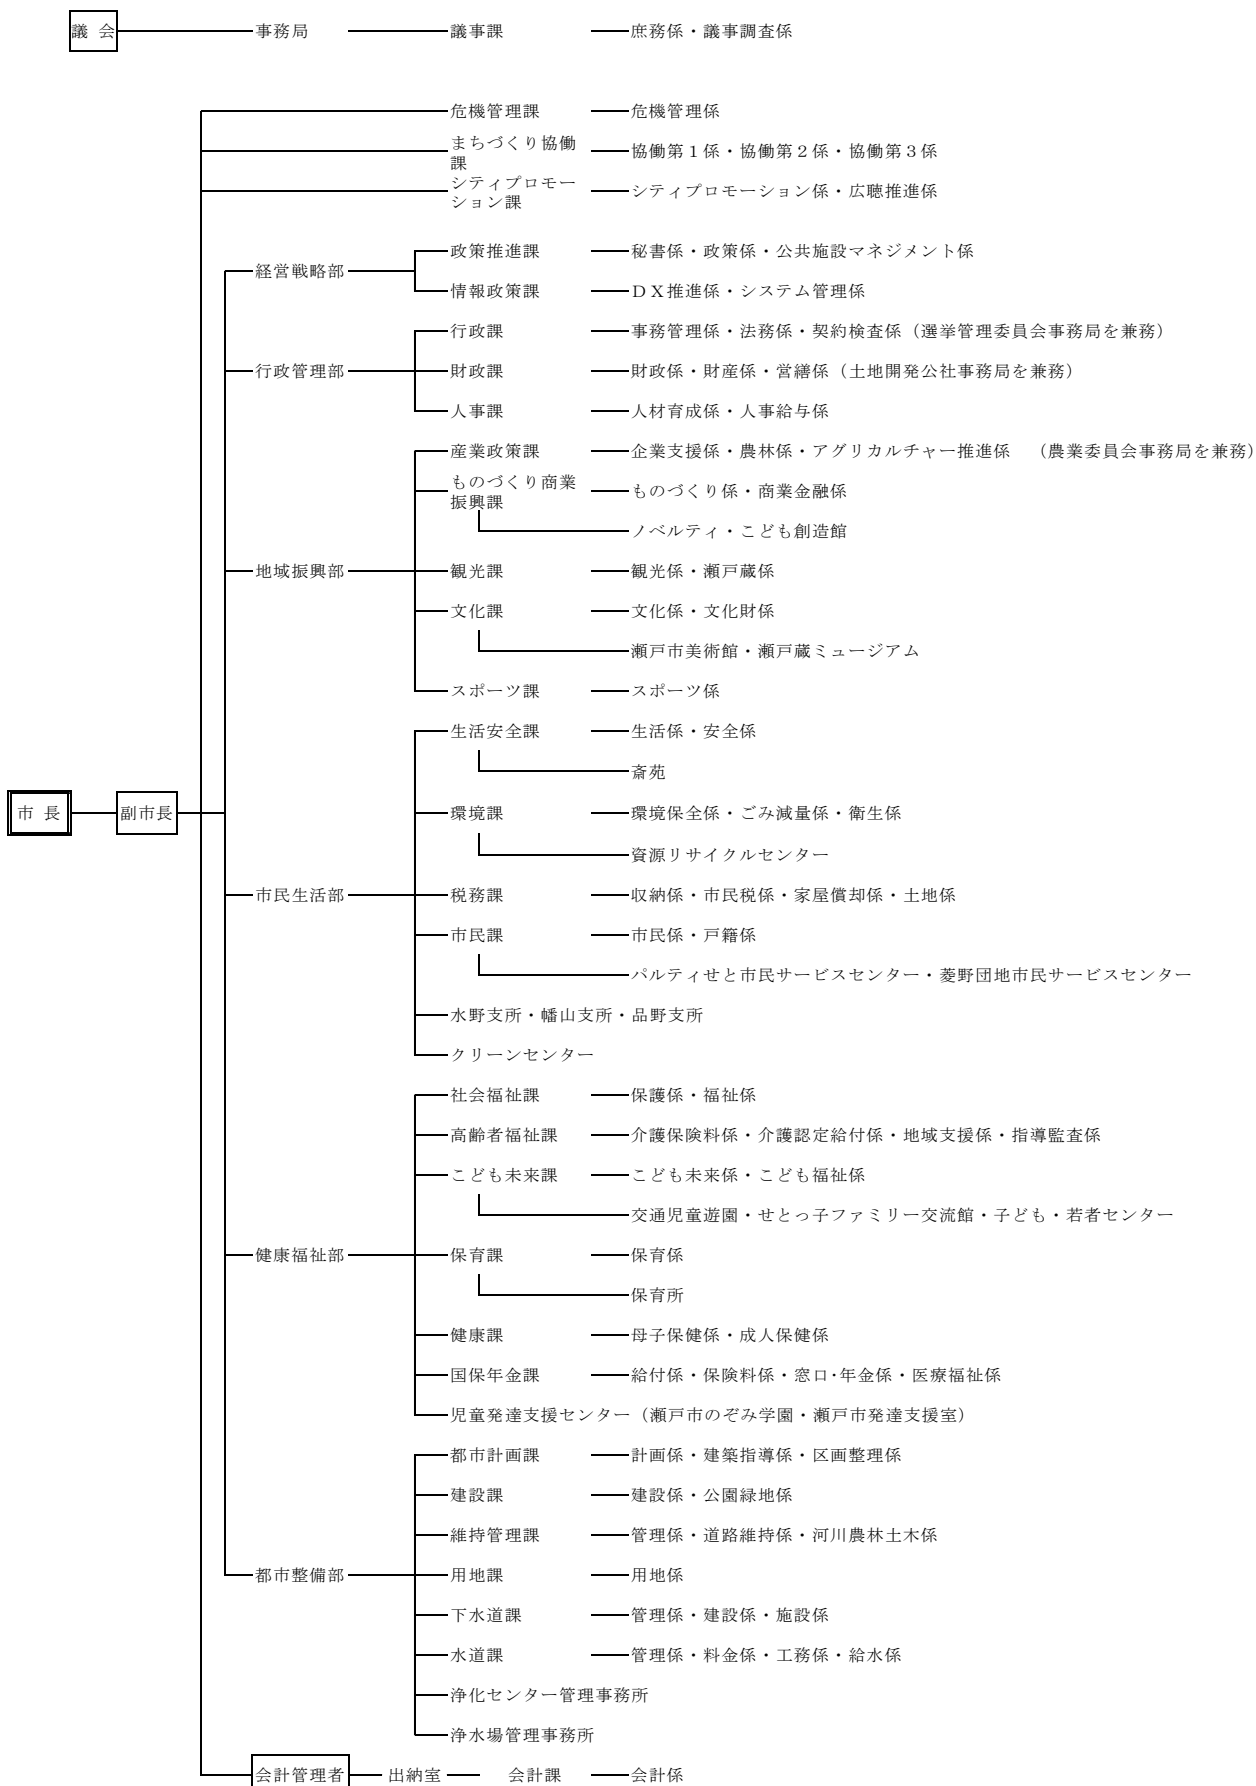 議 会 事務局 議事課 庶務係・議事調査係
危機管理課 危機管理係
まちづくり協働
課
協働第１係・協働第２係・協働第３係
シティプロモー
ション課
シティプロモーション係・広聴推進係
政策推進課 秘書係・政策係・公共施設マネジメント係
経営戦略部
情報政策課 ＤＸ推進係・システム管理係
行政課 事務管理係・法務係・契約検査係（選挙管理委員会事務局を兼務）
行政管理部 財政課 財政係・財産係・営繕係（土地開発公社事務局を兼務）
人事課 人材育成係・人事給与係
産業政策課 企業支援係・農林係・アグリカルチャー推進係 （農業委員会事務局を兼務）
ものづくり商業
振興課
ものづくり係・商業金融係
ノベルティ・こども創造館
地域振興部 観光課 観光係・瀬戸蔵係
文化課 文化係・文化財係
瀬戸市美術館・瀬戸蔵ミュージアム
スポーツ課 スポーツ係
生活安全課 生活係・安全係
斎苑
市 長 副市長 環境課 環境保全係・ごみ減量係・衛生係
資源リサイクルセンター
市民生活部 税務課 収納係・市民税係・家屋償却係・土地係
市民課 市民係・戸籍係
パルティせと市民サービスセンター・菱野団地市民サービスセンター
水野支所・幡山支所・品野支所
クリーンセンター
社会福祉課 保護係・福祉係
高齢者福祉課 介護保険料係・介護認定給付係・地域支援係・指導監査係
こども未来課 こども未来係・こども福祉係
交通児童遊園・せとっ子ファミリー交流館・子ども・若者センター
健康福祉部 保育課 保育係
保育所
健康課 母子保健係・成人保健係
国保年金課 給付係・保険料係・窓口･年金係・医療福祉係
児童発達支援センター（瀬戸市のぞみ学園・瀬戸市発達支援室）
都市計画課 計画係・建築指導係・区画整理係
建設課 建設係・公園緑地係
維持管理課 管理係・道路維持係・河川農林土木係
都市整備部 用地課 用地係
下水道課 管理係・建設係・施設係
水道課 管理係・料金係・工務係・給水係
浄化センター管理事務所
浄水場管理事務所
会計管理者 出納室 会計課 会計係